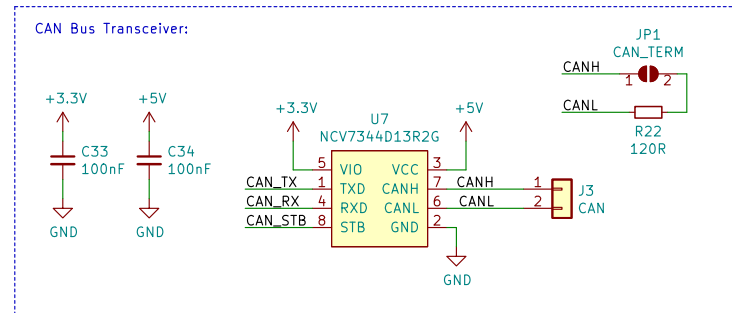 CAN Bus Transceiver:
JP1
CAN_TERM
CANH
1 2
CANL
R22
120R
+3.3V
C33
100nF
GND
+5V
C34
100nF
GND
+3.3V
+5V
U7
NCV7344D13R2G
5 VIO VCC 3
CAN_TX 1 TXD CANH 7 CANH 1
CAN_RX 4 RXD CANL 6 CANL 2
CAN_STB 8 STB GND 2
J3
CAN
GND